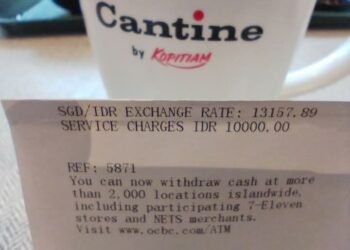 Cantine
by KOPITIAM
SGD/IDR EXCHANGE RATE: 13157.89
SERVICE CHARGES IDR 10000.00
REF: 5871
You can now withdraw cash at more
than 2,000 locations islandwide,
including participating 7-Eleven
stores and NETS merchants.
Visit www.ocbc.com/ATM